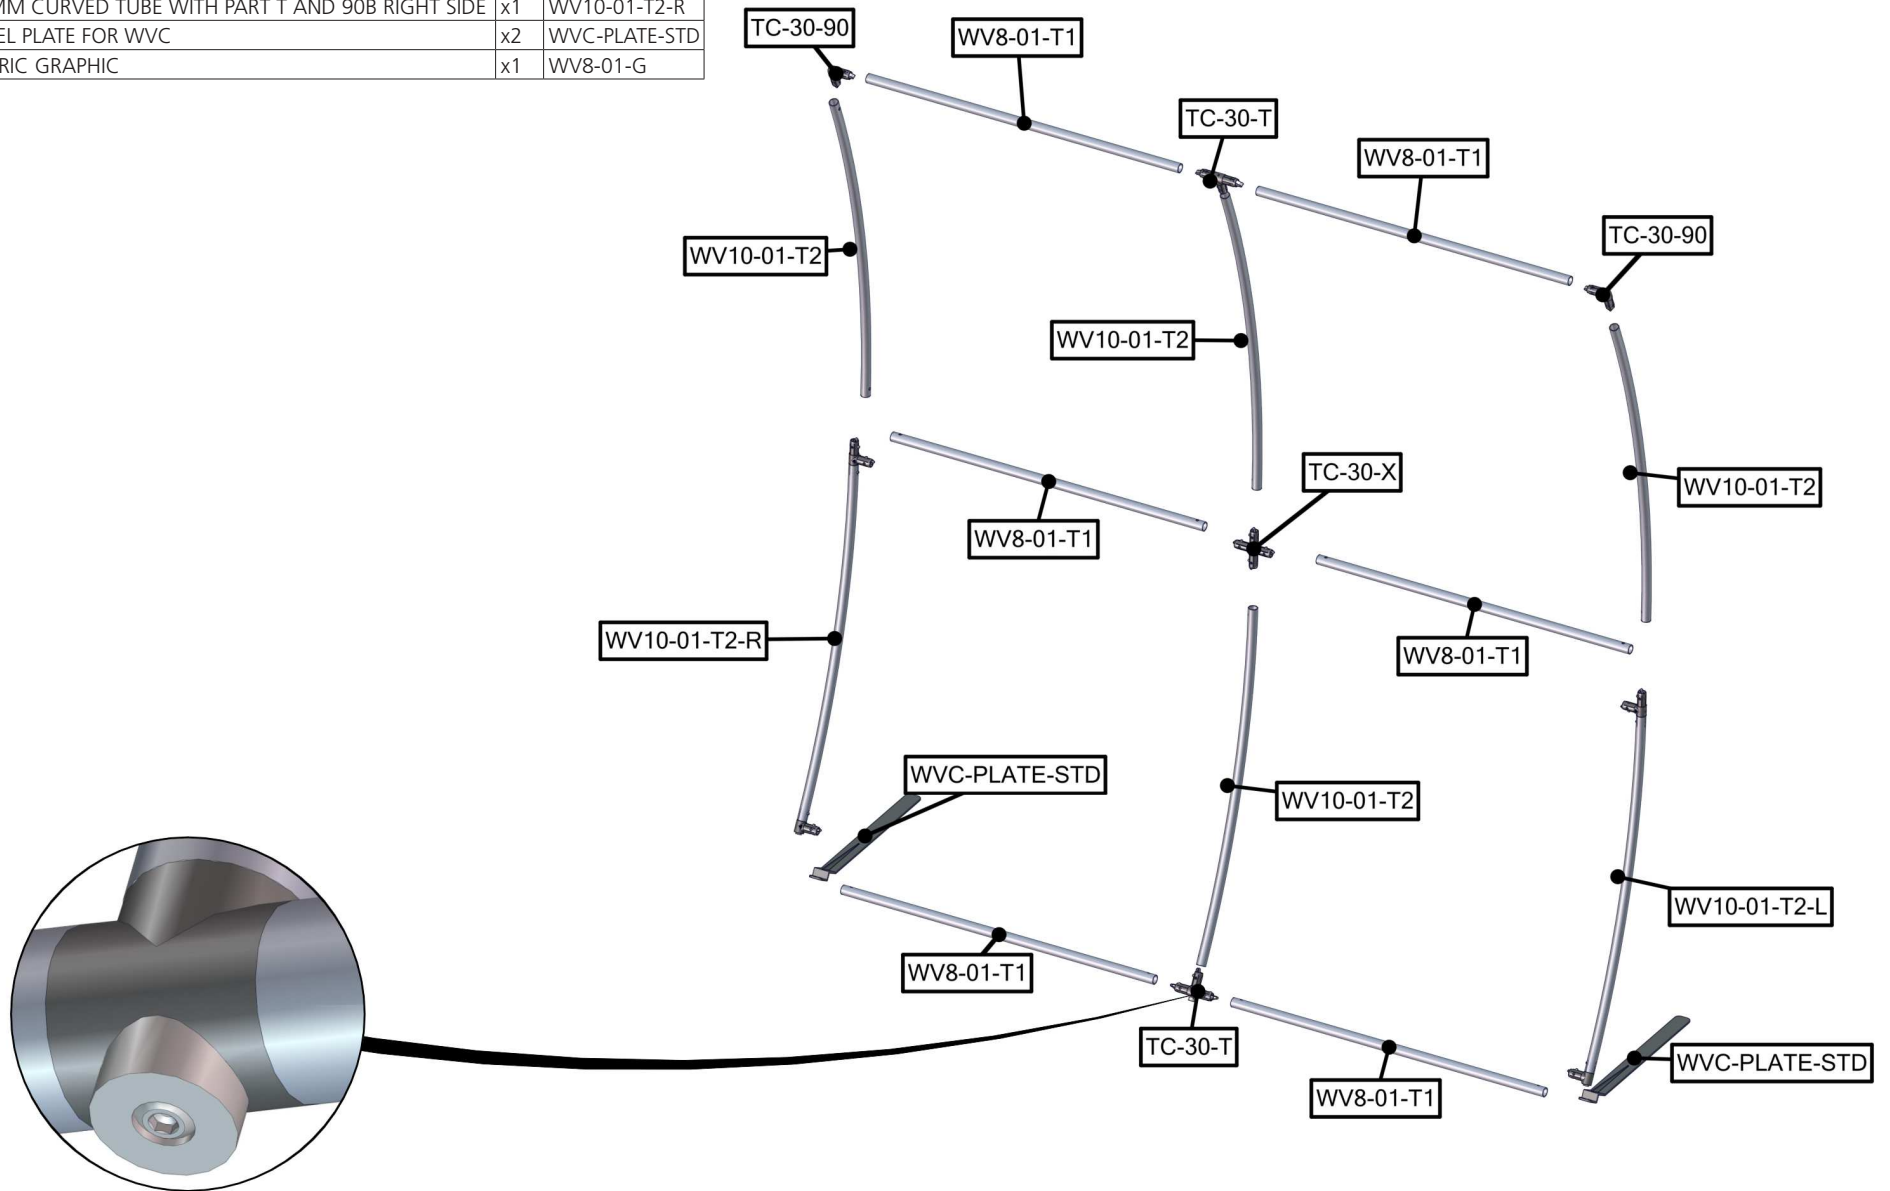 CURVED TUBE WITH PART T AND 90B RIGHT SIDE x1 WV10-01-T2-R
PLATE FOR WVC x2 WVC-PLATE-STD
GRAPHIC x1 WV8-01-G
TC-30-90
WV8-01-T1
TC-30-T
WV8-01-T1
TC-30-90
WV10-01-T2
WV10-01-T2
WV10-01-T2
TC-30-X
WV8-01-T1
WV8-01-T1
WV10-01-T2-R
WVC-PLATE-STD
WV10-01-T2
WV10-01-T2-L
WV8-01-T1
TC-30-T
WV8-01-T1
WVC-PLATE-STD